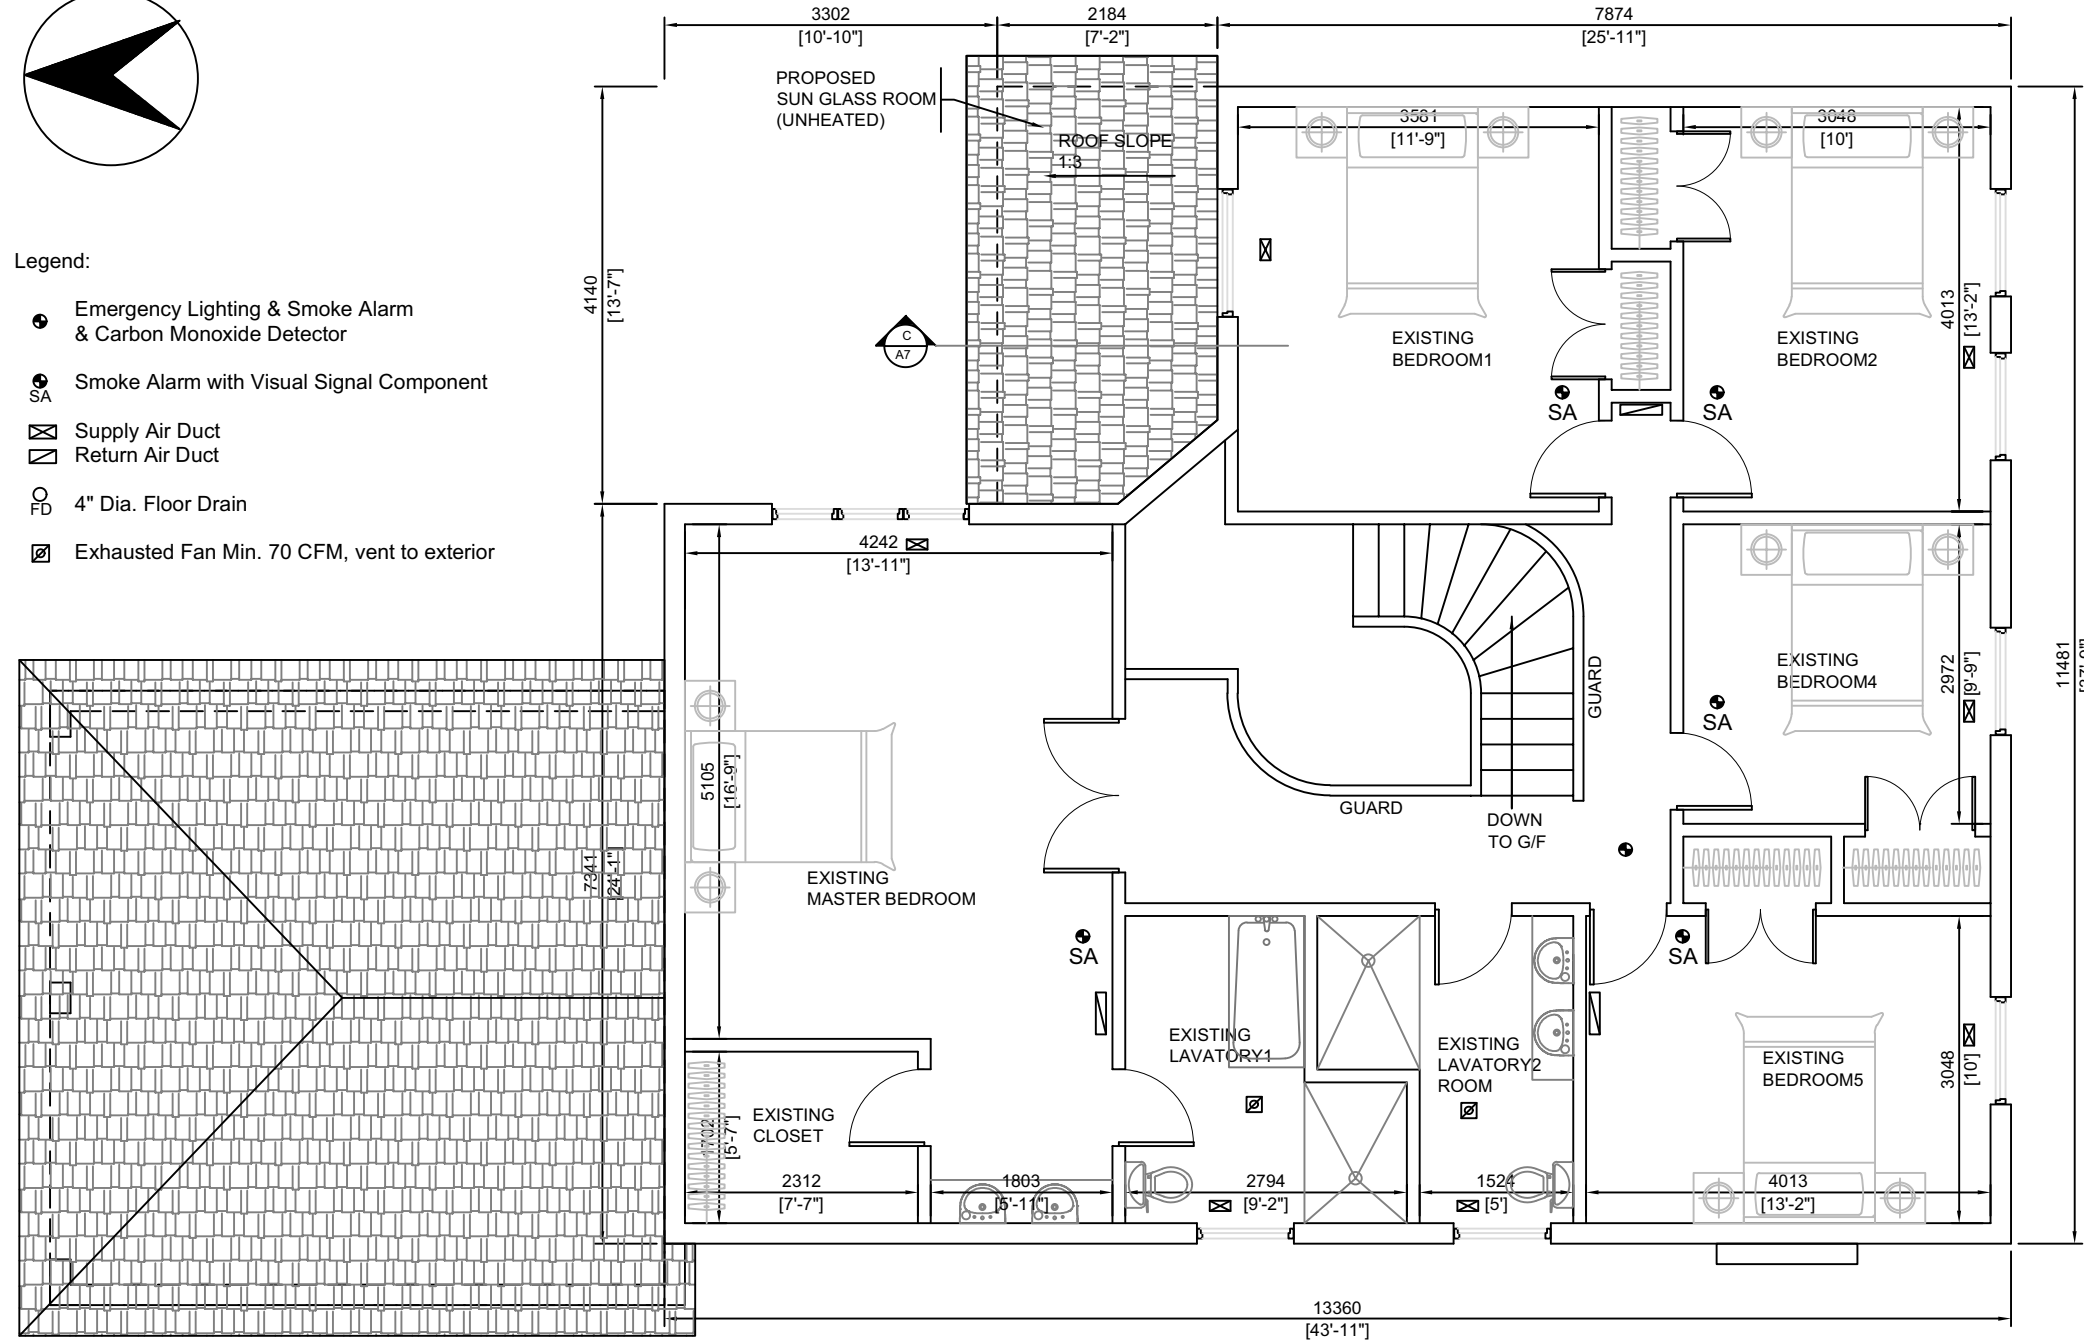 3302
[10'-10"]
2184
[7'-2"]
7874
[25'-11"]
PROPOSED
SUN GLASS ROOM
(UNHEATED)
ROOF SLOPE
1:3
3581
[11'-9"]
3048
[10']
Legend:
Emergency Lighting & Smoke Alarm
& Carbon Monoxide Detector
SA
Smoke Alarm with Visual Signal Component
Supply Air Duct
Return Air Duct
FD
4" Dia. Floor Drain
Exhausted Fan Min. 70 CFM, vent to exterior
4140
[13'-7"]
C
A7
EXISTING
BEDROOM1
EXISTING
BEDROOM2
4013
[13'-2"]
SA
SA
4242
[13'-11"]
GUARD
EXISTING
BEDROOM4
2972
[9'-9"]
11481
SA
5105
[16'-9"]
GUARD
DOWN
TO G/F
7341
[24'-1"]
EXISTING
MASTER BEDROOM
SA
SA
EXISTING
LAVATORY1
EXISTING
LAVATORY2
ROOM
EXISTING
BEDROOM5
3048
[10']
EXISTING
CLOSET
1702
[5'-7"]
2312
[7'-7"]
1803
[5'-11"]
2794
[9'-2"]
1524
[5']
4013
[13'-2"]
13360
[43'-11"]